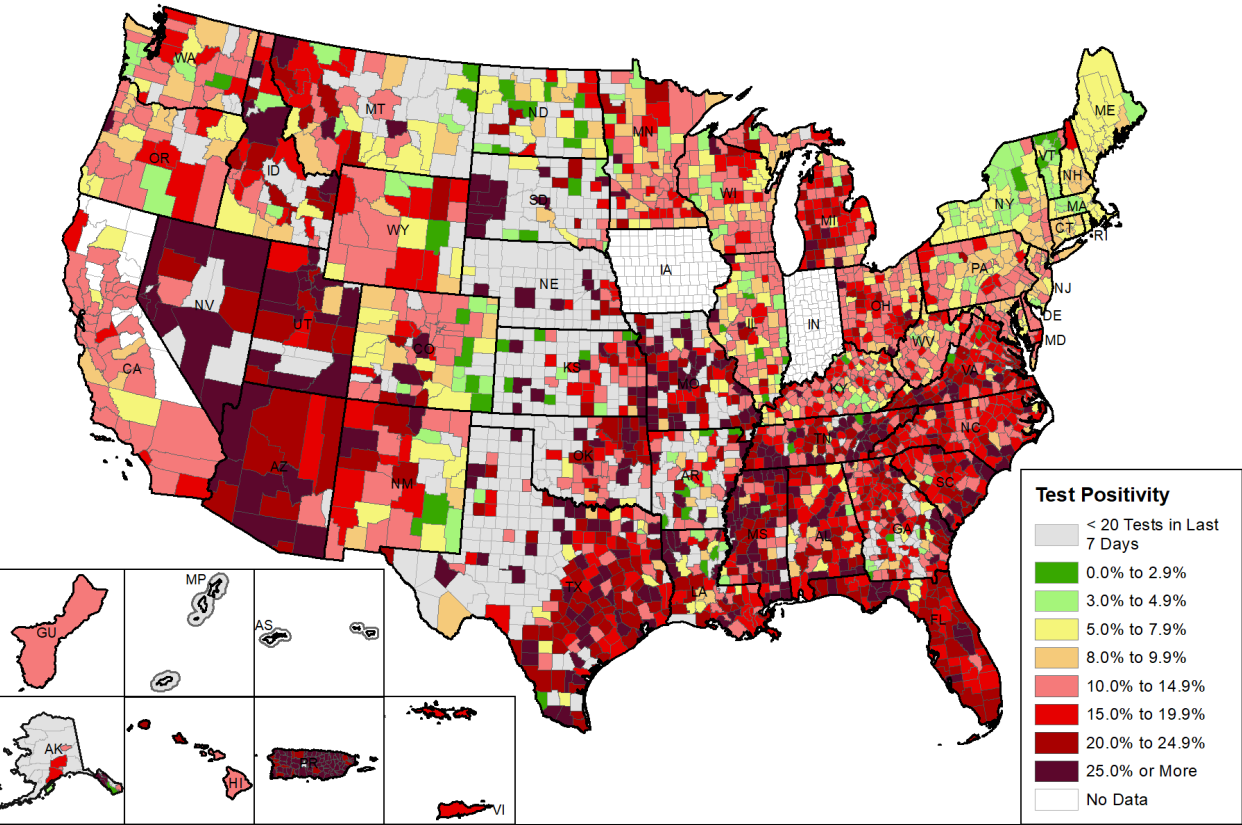 WA
MT
ND
MN
ME
OR
ID
SD
WI
VT
NH
NY
MA
CT
RI
WY
MI
NE
IA
PA
NJ
NV
UT
CO
IL
IN
OH
DE
MD
CA
KS
MO
KY
WV
VA
AZ
NM
OK
AR
TN
NC
SC
MS
AL
GA
TX
LA
FL
GU
MP
AS
AK
HI
PR
VI
Test Positivity
< 20 Tests in Last
7 Days
0.0% to 2.9%
3.0% to 4.9%
5.0% to 7.9%
8.0% to 9.9%
10.0% to 14.9%
15.0% to 19.9%
20.0% to 24.9%
25.0% or More
No Data